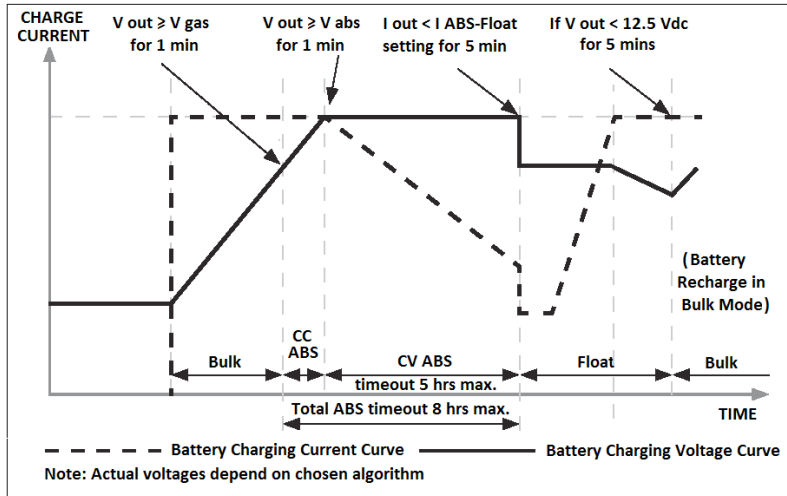 CHARGE
CURRENT
V out ≥ V gas
for 1 min
V out ≥ V abs
for 1 min
I out < I ABS-Float
setting for 5 min
If V out < 12.5 Vdc
for 5 mins
(Battery
Recharge in
Bulk Mode)
Bulk
CC
ABS
CV ABS
Float
Bulk
timeout 5 hrs max.
Total ABS timeout 8 hrs max.
TIME
Battery Charging Current Curve
Battery Charging Voltage Curve
Note: Actual voltages depend on chosen algorithm